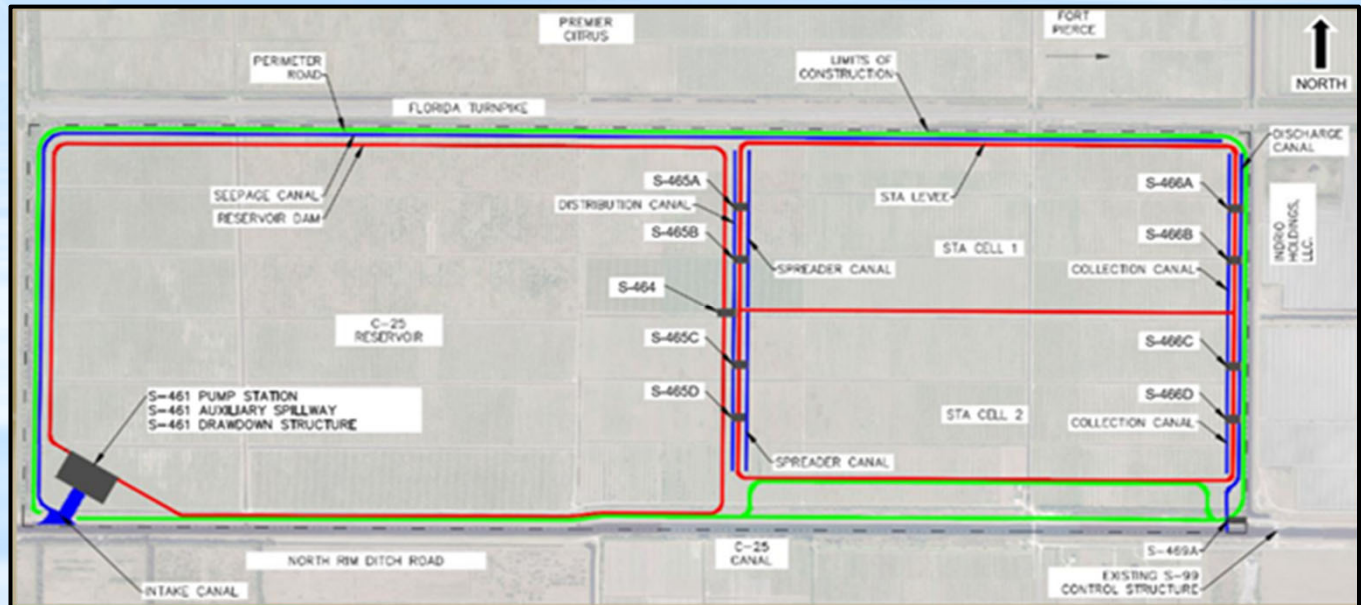 PREMIER
CITRUS
FORT
PIERCE
NORTH
PERIMETER
ROAD
LIMITS OF
CONSTRUCTION
FLORIDA TURNPIKE
DISCHARGE
CANAL
SEEPAGE CANAL
RESERVOIR DAM
S-465A
DISTRIBUTION CANAL
S-465B
STA LEVEE
S-466A
S-466B
INDRIO
HOLDINGS,
LLC.
STA CELL 1
SPREADER CANAL
COLLECTION CANAL
S-464
C-25
RESERVOIR
S-465C
S-466C
S-465D
S-466D
S-461 PUMP STATION
S-461 AUXILIARY SPILLWAY
S-461 DRAWDOWN STRUCTURE
STA CELL 2
COLLECTION CANAL
SPREADER CANAL
NORTH RIM DITCH ROAD
C-25
CANAL
S-469A
INTAKE CANAL
EXISTING S-99
CONTROL STRUCTURE